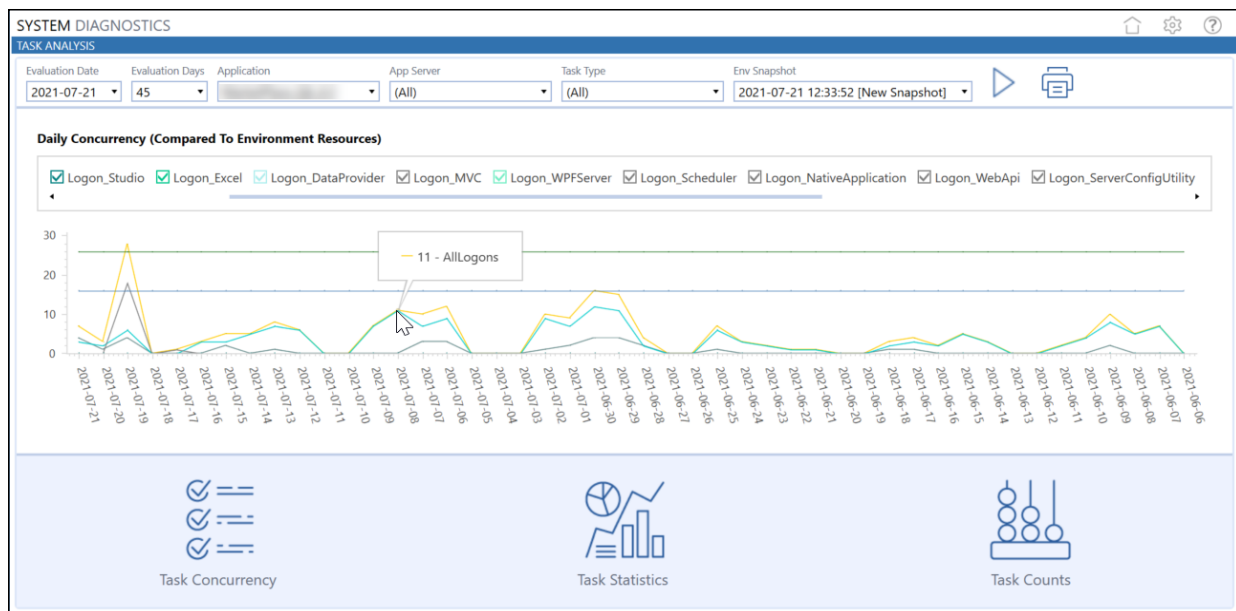 SYSTEM DIAGNOSTICS
TASK ANALYSIS
Evaluation Date
Evaluation Days
Application
App Server
Task Type
Env Snapshot
2021-07-21
45
(All)
(All)
2021-07-21 12:33:52 [New Snapshot]
Daily Concurrency (Compared To Environment Resources)
Logon_Studio
Logon_Excel
Logon_DataProvider
Logon_MVC
Logon_WPFServer
Logon_Scheduler
Logon_NativeApplication
Logon_WebApi
Logon_ServerConfigUtility
30
20
10
0
11 - AllLogons
2021-07-21
2021-07-20
2021-07-19
2021-07-18
2021-07-17
2021-07-16
2021-07-15
2021-07-14
2021-07-13
2021-07-12
2021-07-11
2021-07-10
2021-07-09
2021-07-08
2021-07-07
2021-07-06
2021-07-05
2021-07-04
2021-07-03
2021-07-02
2021-07-01
2021-06-30
2021-06-29
2021-06-28
2021-06-27
2021-06-26
2021-06-25
2021-06-24
2021-06-23
2021-06-22
2021-06-21
2021-06-20
2021-06-19
2021-06-18
2021-06-17
2021-06-16
2021-06-15
2021-06-14
2021-06-13
2021-06-12
2021-06-11
2021-06-10
2021-06-09
2021-06-08
2021-06-07
2021-06-06
Task Concurrency
Task Statistics
Task Counts